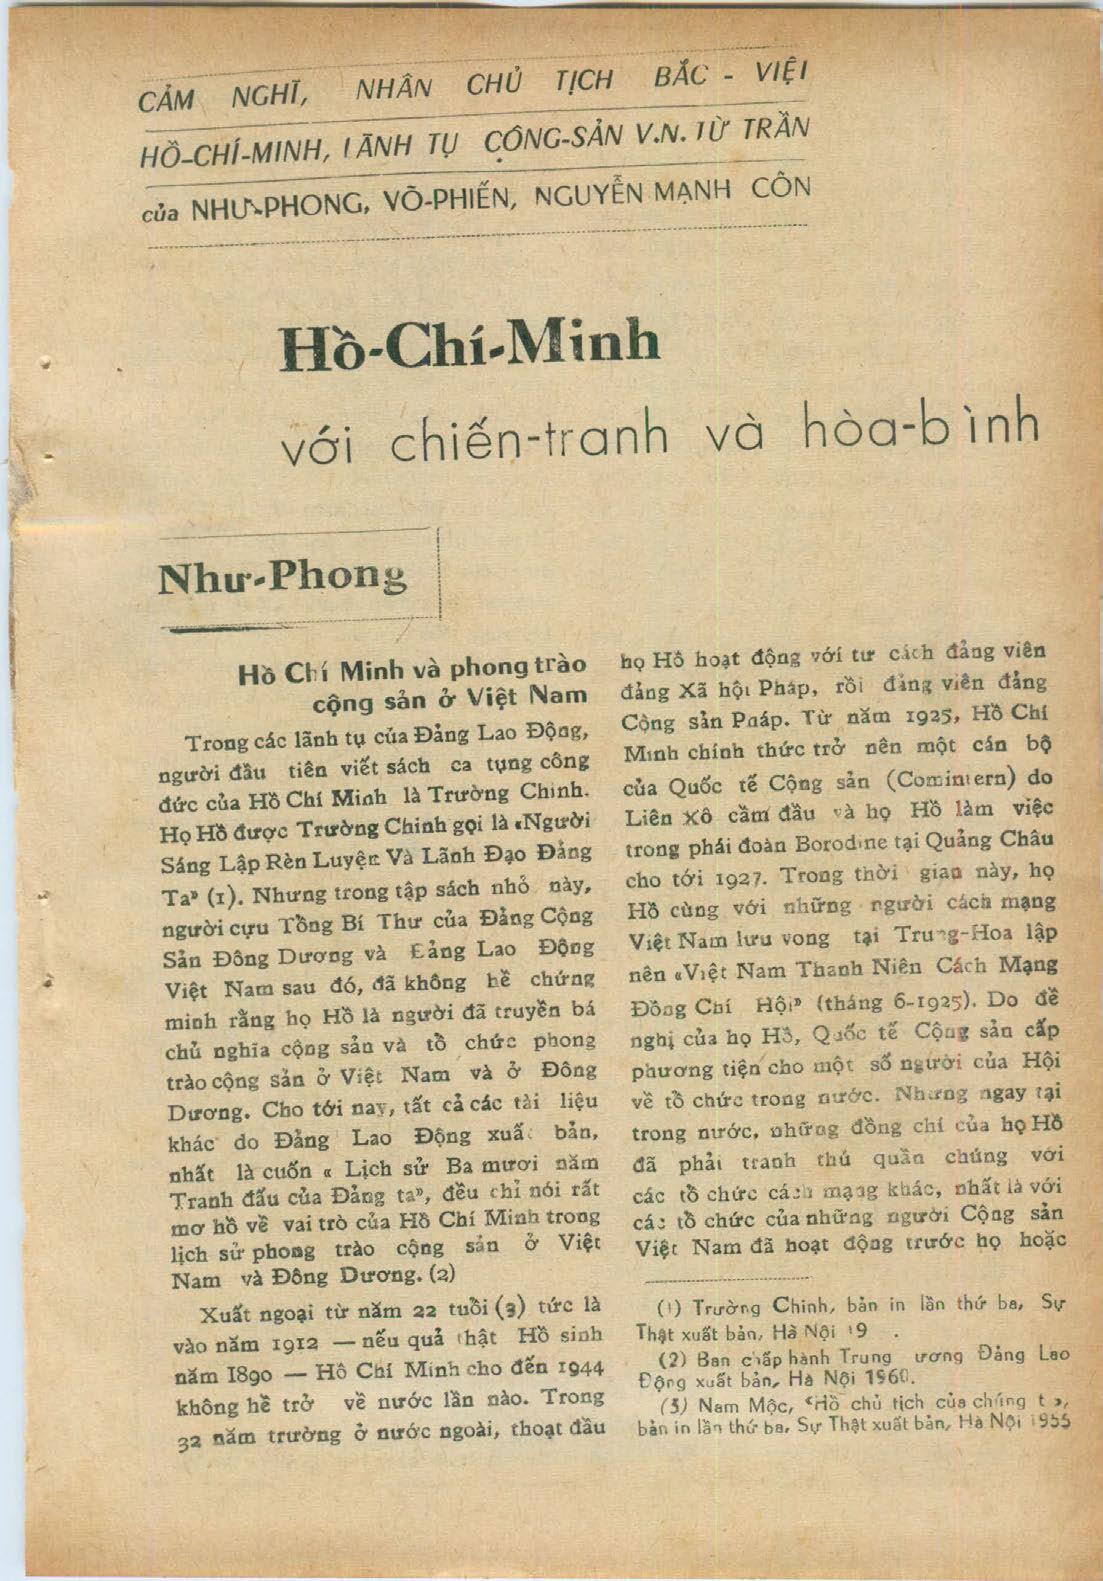 CẢM NGHĨ, NHÂN CHỦ TỊCH BẮC - VIỆT
HỒ-CHÍ-MINH, LÃNH TỤ CỘNG-SẢN V.N. TỪ TRẦN
của NHƯ-PHONG, VÕ-PHIẾN, NGUYỄN MẠNH CÔN
Hồ-Chí-Minh
với chiến-tranh và hòa-bình
Như-Phong
Hồ Chí Minh và phong trào
cộng sản ở Việt Nam
Trong các lãnh tụ của Đảng Lao Động,
người đầu tiên viết sách ca tụng công
đức của Hồ Chí Minh là Trường Chinh.
Họ Hồ được Trường Chinh gọi là «Người
Sáng Lập Rèn Luyện Và Lãnh Đạo Đảng
Ta» (1). Nhưng trong tập sách nhỏ này,
người cựu Tổng Bí Thư của Đảng Cộng
Sản Đông Dương và Đảng Lao Động
Việt Nam sau đó, đã không hề chứng
minh rằng họ Hồ là người đã truyền bá
chủ nghĩa cộng sản và tổ chức phong
trào cộng sản ở Việt Nam và ở Đông
Dương. Cho tới nay, tất cả các tài liệu
khác do Đảng Lao Động xuất bản,
nhất là cuốn « Lịch sử Ba mươi năm
Tranh đấu của Đảng ta», đều chỉ nói rất
mơ hồ về vai trò của Hồ Chí Minh trong
lịch sử phong trào cộng sản ở Việt
Nam và Đông Dương. (2)
Xuất ngoại từ năm 22 tuổi (3) tức là
vào năm 1912 — nếu quả thật Hồ sinh
năm 1890 — Hồ Chí Minh cho đến 1944
không hề trở về nước lần nào. Trong
32 năm trường ở nước ngoài, thoạt đầu
họ Hồ hoạt động với tư cách đảng viên
đảng Xã hội Pháp, rồi đảng viên đảng
Cộng sản Pháp. Từ năm 1925, Hồ Chí
Minh chính thức trở nên một cán bộ
của Quốc tế Cộng sản (Comintern) do
Liên Xô cầm đầu và họ Hồ làm việc
trong phái đoàn Borodine tại Quảng Châu
cho tới 1927. Trong thời gian này, họ
Hồ cùng với những người cách mạng
Việt Nam lưu vong tại Trung-Hoa lập
nên «Việt Nam Thanh Niên Cách Mạng
Đồng Chí Hội» (tháng 6-1925). Do đề
nghị của họ Hồ, Quốc tế Cộng sản cấp
phương tiện cho một số người của Hội
về tổ chức trong nước. Nhưng ngay tại
trong nước, những đồng chí của họ Hồ
đã phải tranh thủ quần chúng với
các tổ chức cách mạng khác, nhất là với
các tổ chức của những người Cộng sản
Việt Nam đã hoạt động trước họ hoặc
(1) Trường Chinh, bản in lần thứ ba, Sự
Thật xuất bản, Hà Nội 19 .
(2) Ban chấp hành Trung ương Đảng Lao
Động xuất bản, Hà Nội 1960.
(3) Nam Mộc, «Hồ chủ tịch của chúng ta»,
bản in lần thứ ba, Sự Thật xuất bản, Hà Nội 1955